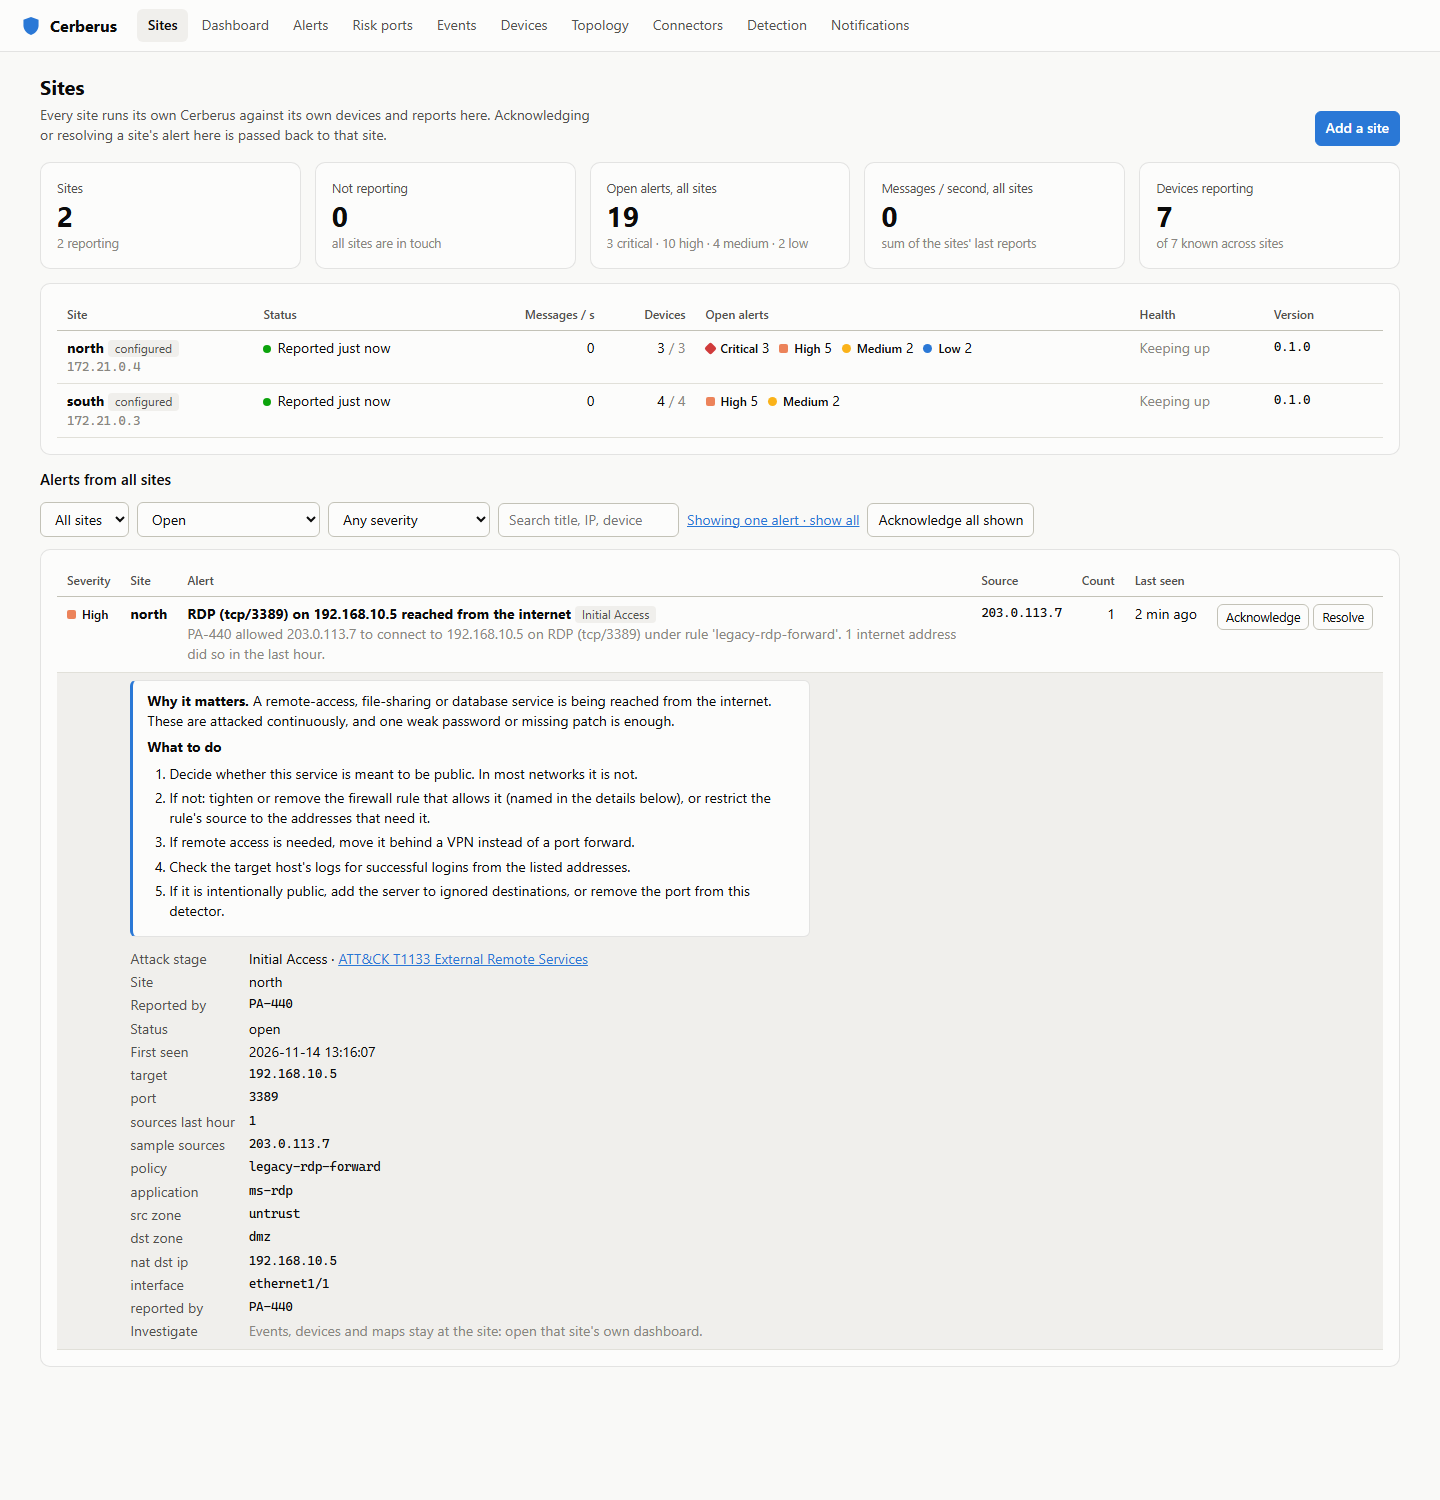 Cerberus Sites Dashboard Alerts Risk ports Events Devices Topology Connectors Detection Notifications
Sites
Every site runs its own Cerberus against its own devices and reports here. Acknowledging
or resolving a site's alert here is passed back to that site.
Add a site
Sites
2
2 reporting
Not reporting
0
all sites are in touch
Open alerts, all sites
19
3 critical · 10 high · 4 medium · 2 low
Messages / second, all sites
0
sum of the sites' last reports
Devices reporting
7
of 7 known across sites
Site Status Messages / s Devices Open alerts Health Version
north configured Reported just now 0 3 / 3 Critical 3 High 5 Medium 2 Low 2 Keeping up 0.1.0
172.21.0.4
south configured Reported just now 0 4 / 4 High 5 Medium 2 Keeping up 0.1.0
172.21.0.3
Alerts from all sites
All sites Open Any severity Search title, IP, device Showing one alert · show all Acknowledge all shown
Severity Site Alert Source Count Last seen
High north RDP (tcp/3389) on 192.168.10.5 reached from the internet Initial Access 203.0.113.7 1 2 min ago Acknowledge Resolve
PA-440 allowed 203.0.113.7 to connect to 192.168.10.5 on RDP (tcp/3389) under rule 'legacy-rdp-forward'. 1 internet address
did so in the last hour.
Why it matters. A remote-access, file-sharing or database service is being reached from the internet.
These are attacked continuously, and one weak password or missing patch is enough.
What to do
1. Decide whether this service is meant to be public. In most networks it is not.
2. If not: tighten or remove the firewall rule that allows it (named in the details below), or restrict the
rule's source to the addresses that need it.
3. If remote access is needed, move it behind a VPN instead of a port forward.
4. Check the target host's logs for successful logins from the listed addresses.
5. If it is intentionally public, add the server to ignored destinations, or remove the port from this
detector.
Attack stage Initial Access · ATT&CK T1133 External Remote Services
Site north
Reported by PA-440
Status open
First seen 2026-11-14 13:16:07
target 192.168.10.5
port 3389
sources last hour 1
sample sources 203.0.113.7
policy legacy-rdp-forward
application ms-rdp
src zone untrust
dst zone dmz
nat dst ip 192.168.10.5
interface ethernet1/1
reported by PA-440
Investigate Events, devices and maps stay at the site: open that site's own dashboard.